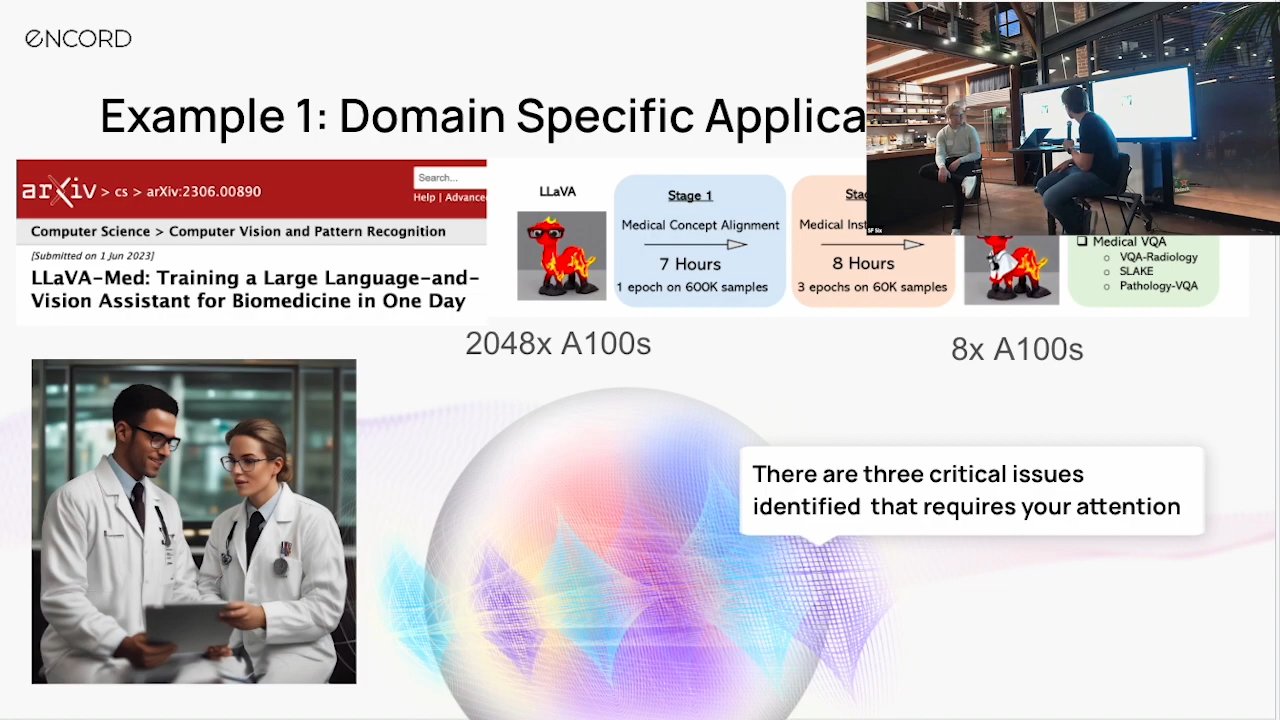 encord
Example 1: Domain Specific Applica
arXiv > cs > arXiv:2306.00890
Search...
Help | Advance
Computer Science > Computer Vision and Pattern Recognition
[Submitted on 1 Jun 2023]
LLaVA-Med: Training a Large Language-and-
Vision Assistant for Biomedicine in One Day
LLaVA
Stage 1
Medical Concept Alignment
7 Hours
1 epoch on 600K samples
Sta
Medical Inst
8 Hours
3 epochs on 60K samples
Medical VQA
VQA-Radiology
SLAKE
Pathology-VQA
2048x A100s
8x A100s
There are three critical issues
identified that requires your attention
SF Six